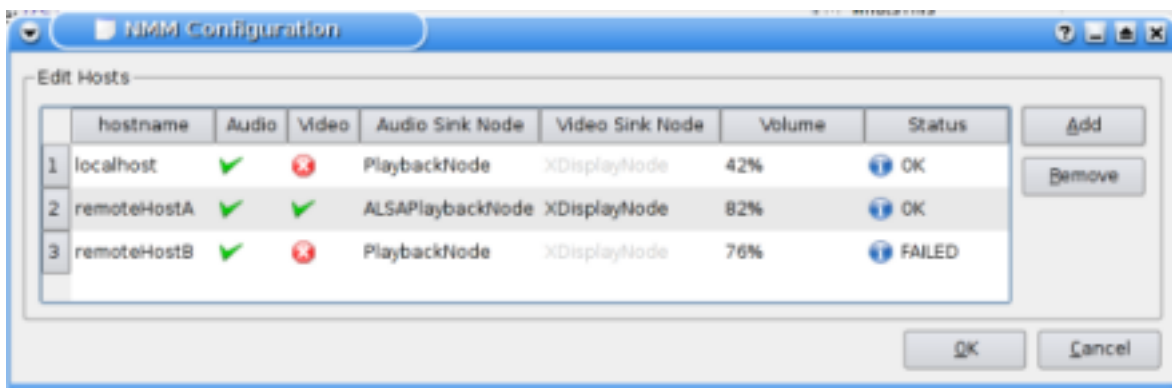 NMM Configuration
Edit Hosts
hostname Audio Video Audio Sink Node Video Sink Node Volume Status
1 localhost PlaybackNode XDisplayNode 42% OK
2 remoteHostA ALSAPlaybackNode XDisplayNode 82% OK
3 remoteHostB PlaybackNode XDisplayNode 76% FAILED
Add
Remove
OK Cancel